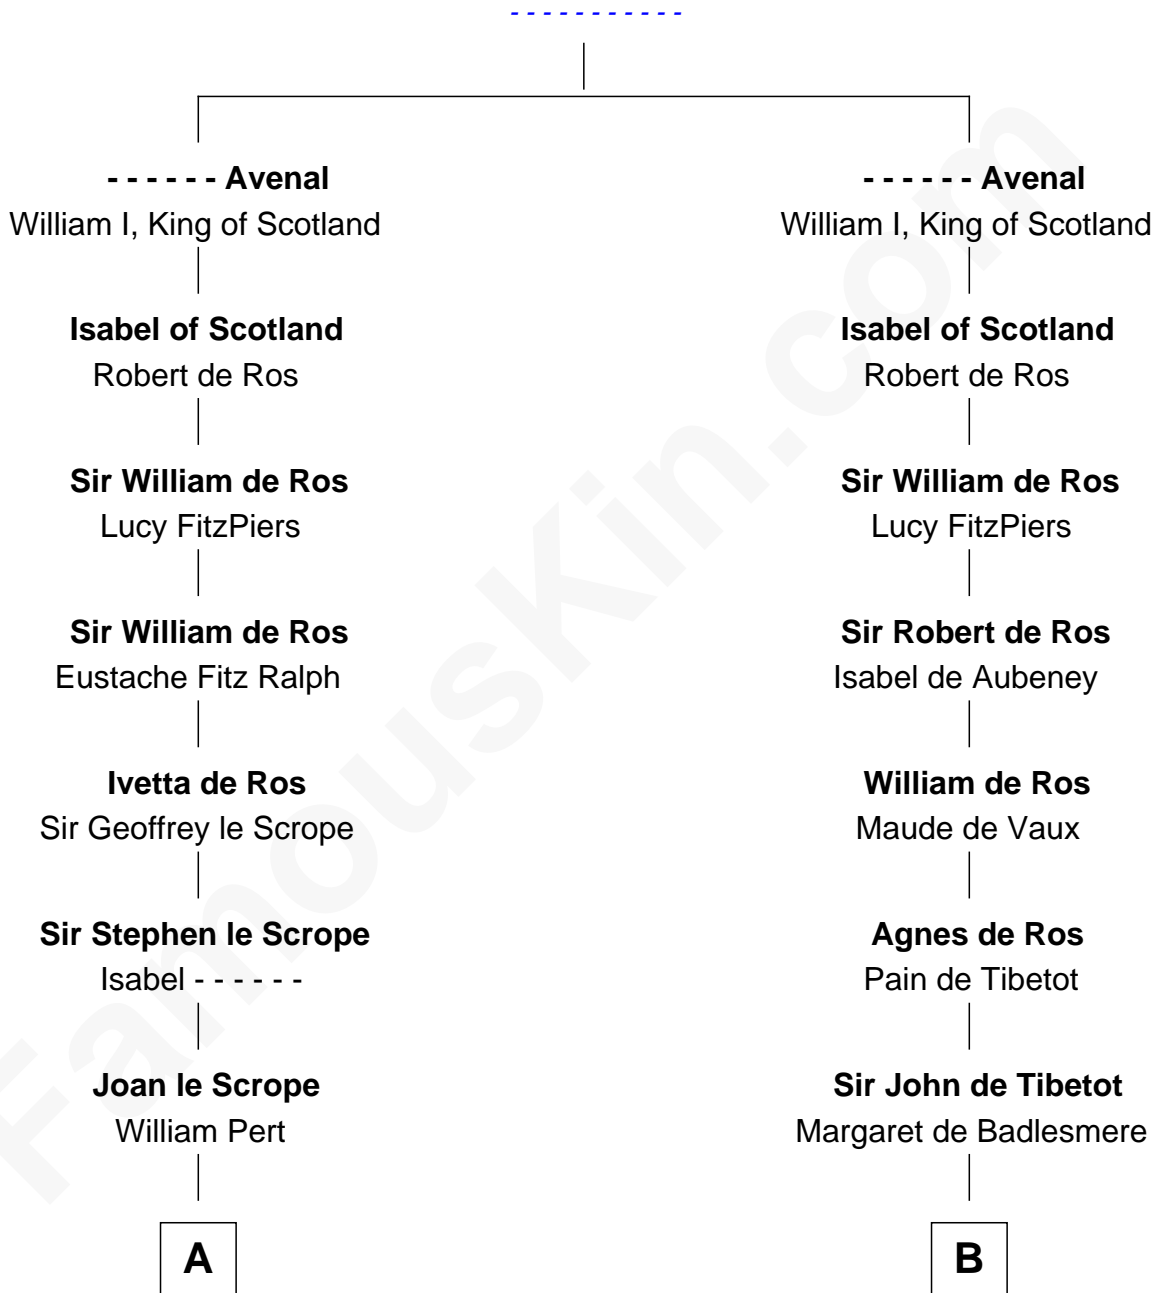 - - - - - - - - - - -
- - - - - - Avenal
William I, King of Scotland
Isabel of Scotland
Robert de Ros
Sir William de Ros
Lucy FitzPiers
Sir William de Ros
Eustache Fitz Ralph
Ivetta de Ros
Sir Geoffrey le Scrope
Sir Stephen le Scrope
Isabel - - - - - -
Joan le Scrope
William Pert
A
- - - - - - Avenal
William I, King of Scotland
Isabel of Scotland
Robert de Ros
Sir William de Ros
Lucy FitzPiers
Sir Robert de Ros
Isabel de Aubeney
William de Ros
Maude de Vaux
Agnes de Ros
Pain de Tibetot
Sir John de Tibetot
Margaret de Badlesmere
B
FamousKin.com